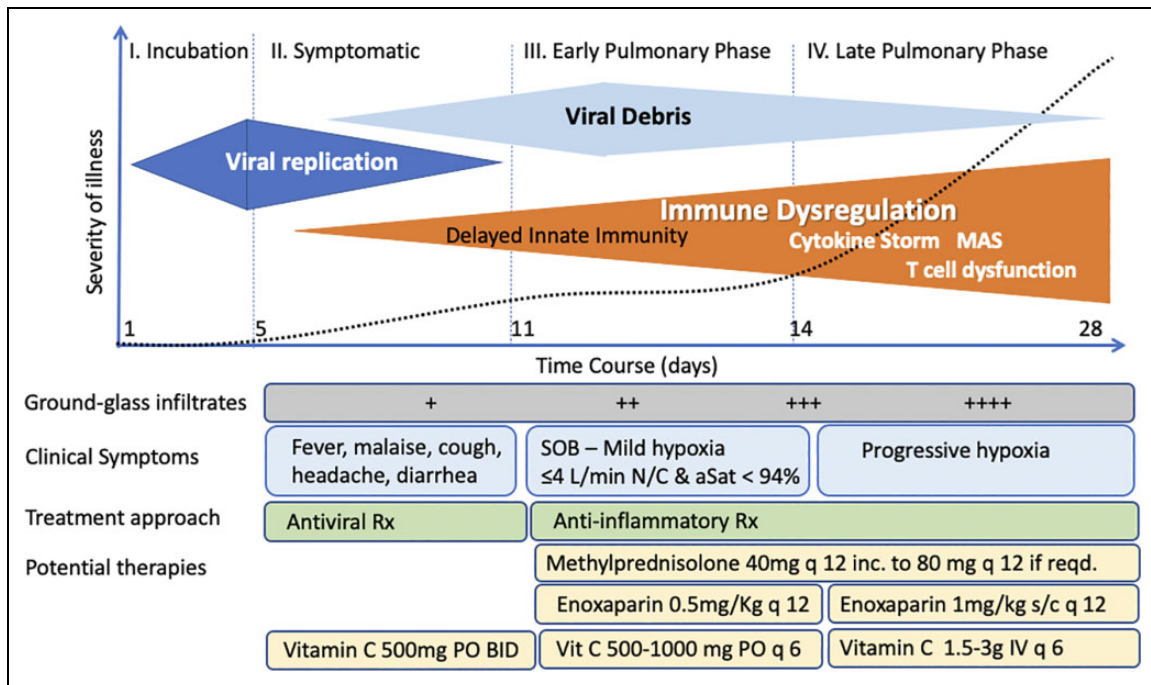 I. Incubation
II. Symptomatic
III. Early Pulmonary Phase
IV. Late Pulmonary Phase
Severity of illness
Viral Debris
Viral replication
Immune Dysregulation
Delayed Innate Immunity
Cytokine Storm MAS
T cell dysfunction
1 5 11 14 28
Time Course (days)
Ground-glass infiltrates + ++ +++ ++++
Clinical Symptoms
Fever, malaise, cough,
headache, diarrhea
SOB – Mild hypoxia
≤4 L/min N/C & aSat < 94%
Progressive hypoxia
Treatment approach
Antiviral Rx
Anti-inflammatory Rx
Potential therapies
Methylprednisolone 40mg q 12 inc. to 80 mg q 12 if reqd.
Enoxaparin 0.5mg/Kg q 12
Enoxaparin 1mg/kg s/c q 12
Vitamin C 500mg PO BID
Vit C 500-1000 mg PO q 6
Vitamin C 1.5-3g IV q 6